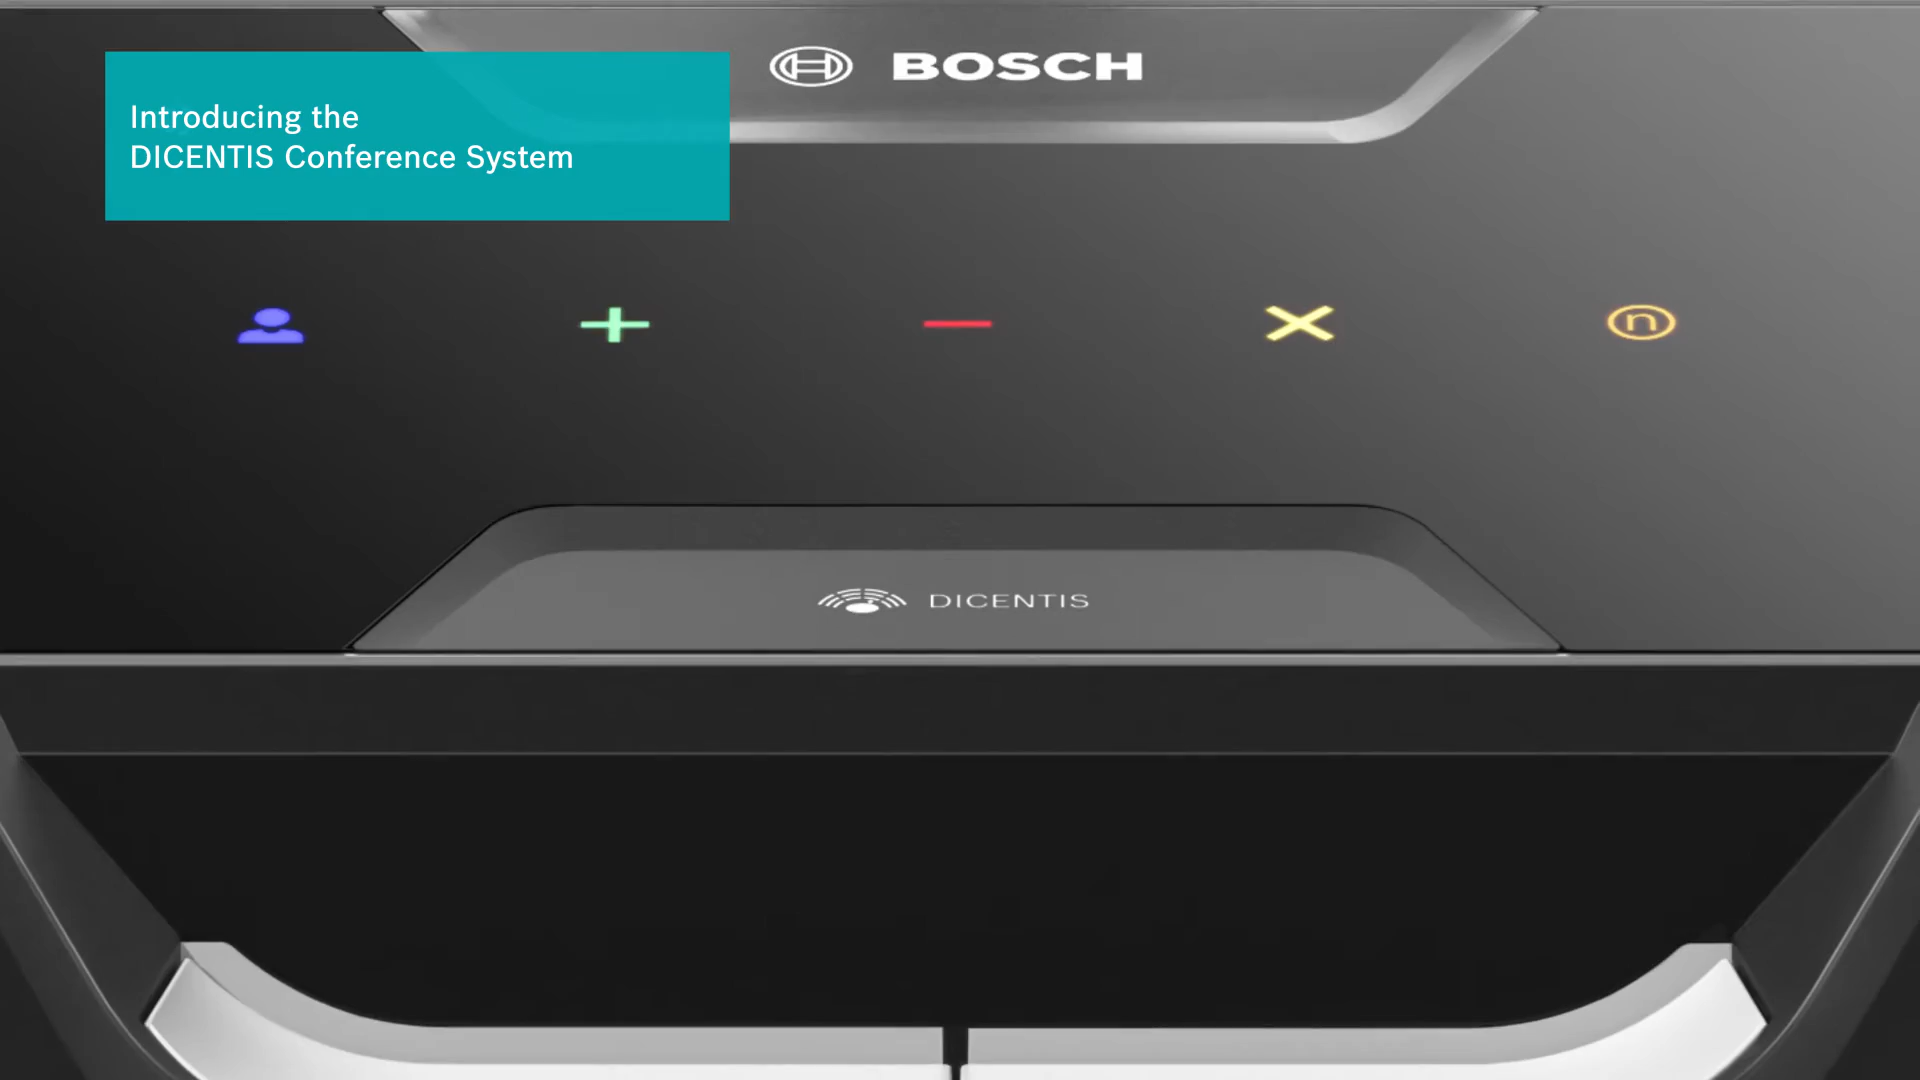 BOSCH
Introducing the
DICENTIS Conference System
n
DICENTIS